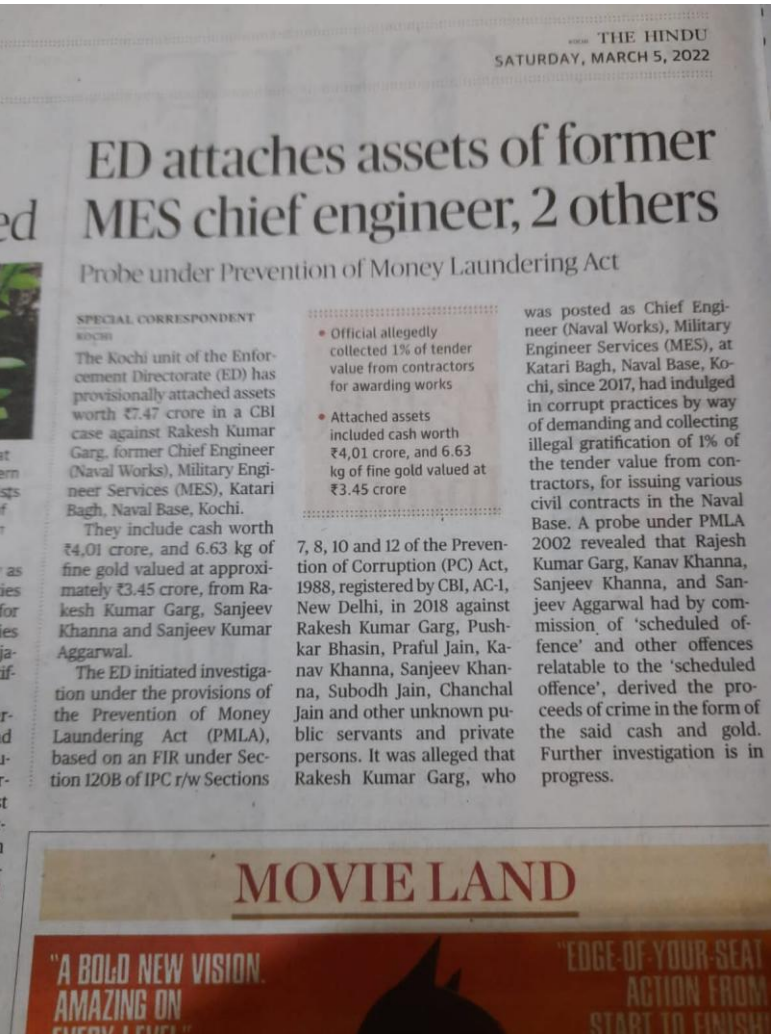 THE HINDU
SATURDAY, MARCH 5, 2022
ED attaches assets of former
MES chief engineer, 2 others
Probe under Prevention of Money Laundering Act
SPECIAL CORRESPONDENT
KOCHI
The Kochi unit of the Enfor-
cement Directorate (ED) has
provisionally attached assets
worth ₹7.47 crore in a CBI
case against Rakesh Kumar
Garg, former Chief Engineer
(Naval Works), Military Engi-
neer Services (MES), Katari
Bagh, Naval Base, Kochi.
They include cash worth
₹4.01 crore, and 6.63 kg of
fine gold valued at approxi-
mately ₹3.45 crore, from Ra-
kesh Kumar Garg, Sanjeev
Khanna and Sanjeev Kumar
Aggarwal.
The ED initiated investiga-
tion under the provisions of
the Prevention of Money
Laundering Act (PMLA),
based on an FIR under Sec-
tion 120B of IPC r/w Sections
• Official allegedly
collected 1% of tender
value from contractors
for awarding works
• Attached assets
included cash worth
₹4,01 crore, and 6.63
kg of fine gold valued at
₹3.45 crore
7, 8, 10 and 12 of the Preven-
tion of Corruption (PC) Act,
1988, registered by CBI, AC-1,
New Delhi, in 2018 against
Rakesh Kumar Garg, Push-
kar Bhasin, Praful Jain, Ka-
nav Khanna, Sanjeev Khan-
na, Subodh Jain, Chanchal
Jain and other unknown pu-
blic servants and private
persons. It was alleged that
Rakesh Kumar Garg, who
was posted as Chief Engi-
neer (Naval Works), Military
Engineer Services (MES), at
Katari Bagh, Naval Base, Ko-
chi, since 2017, had indulged
in corrupt practices by way
of demanding and collecting
illegal gratification of 1% of
the tender value from con-
tractors, for issuing various
civil contracts in the Naval
Base. A probe under PMLA
2002 revealed that Rajesh
Kumar Garg, Kanav Khanna,
Sanjeev Khanna, and San-
jeev Aggarwal had by com-
mission of 'scheduled of-
fence' and other offences
relatable to the 'scheduled
offence', derived the pro-
ceeds of crime in the form of
the said cash and gold.
Further investigation is in
progress.
MOVIE LAND
"A BOLD NEW VISION.
AMAZING ON
EVERY LEVEL"
"EDGE-OF-YOUR-SEAT
ACTION FROM
START TO FINISH